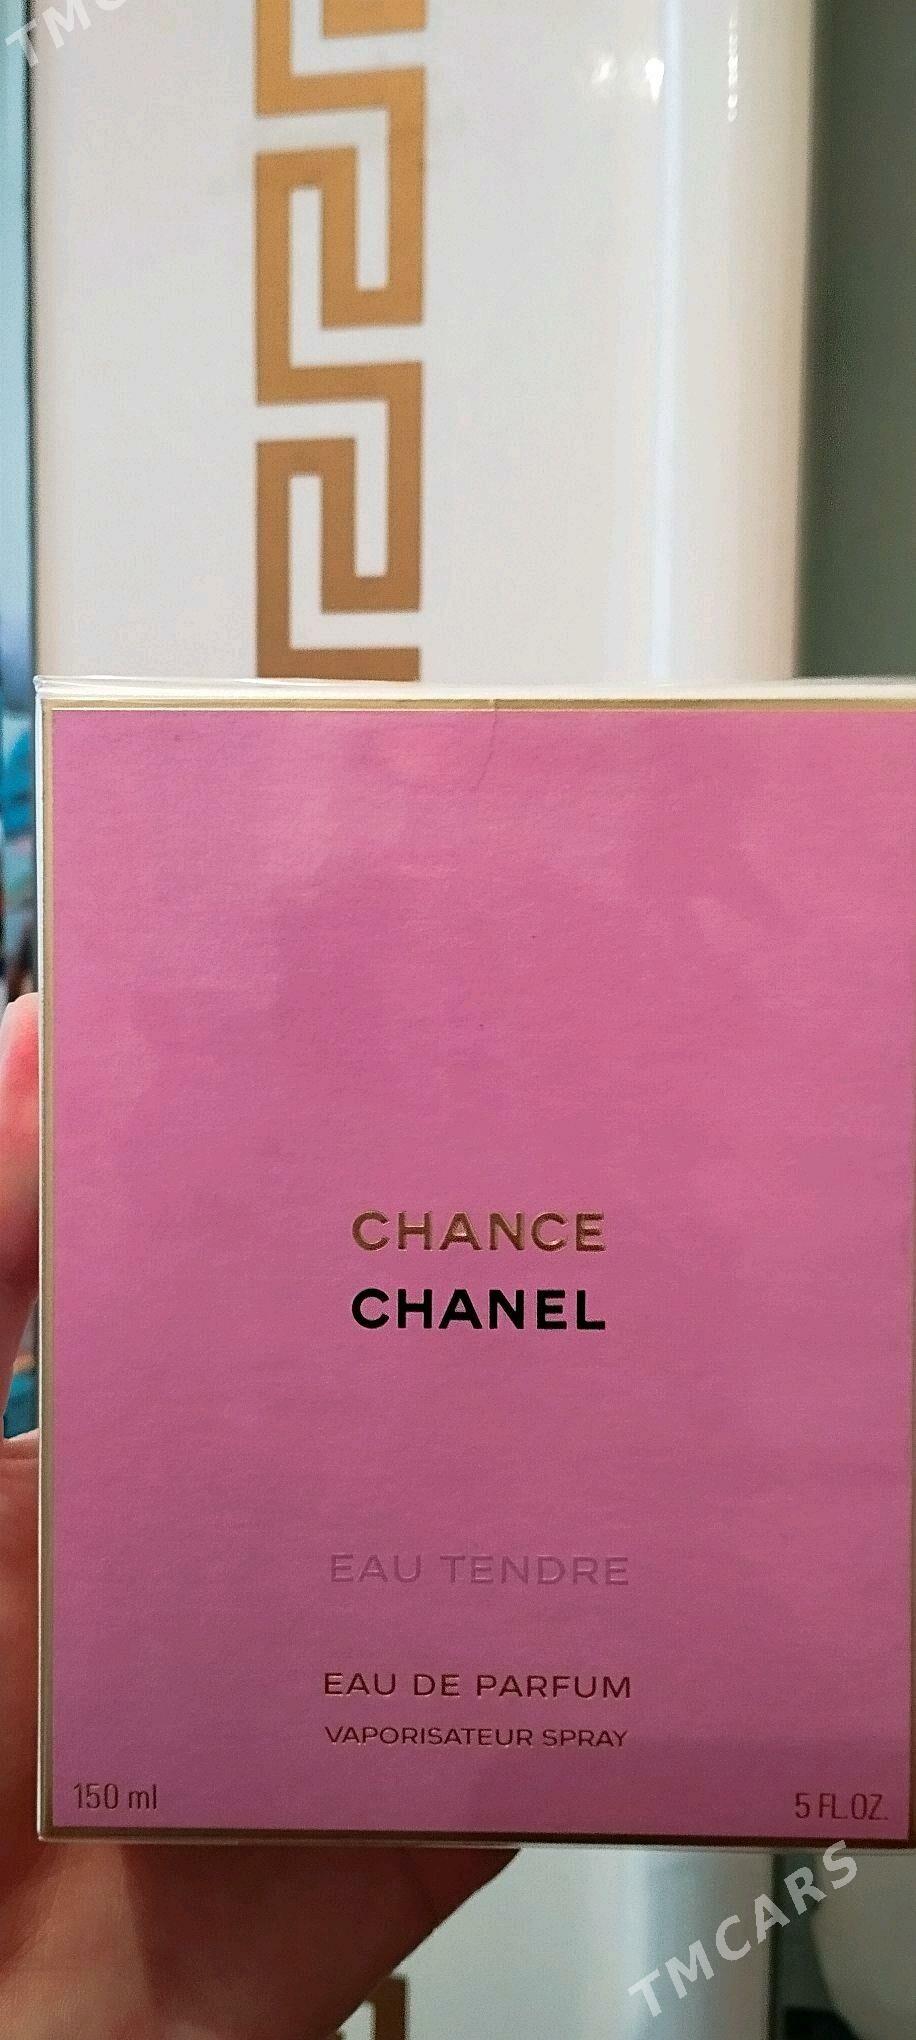 TMC
CHANCE
CHANEL
EAU TENDRE
EAU DE PARFUM
VAPORISATEUR SPRAY
150 ml
5 FL.OZ.
TMCARS